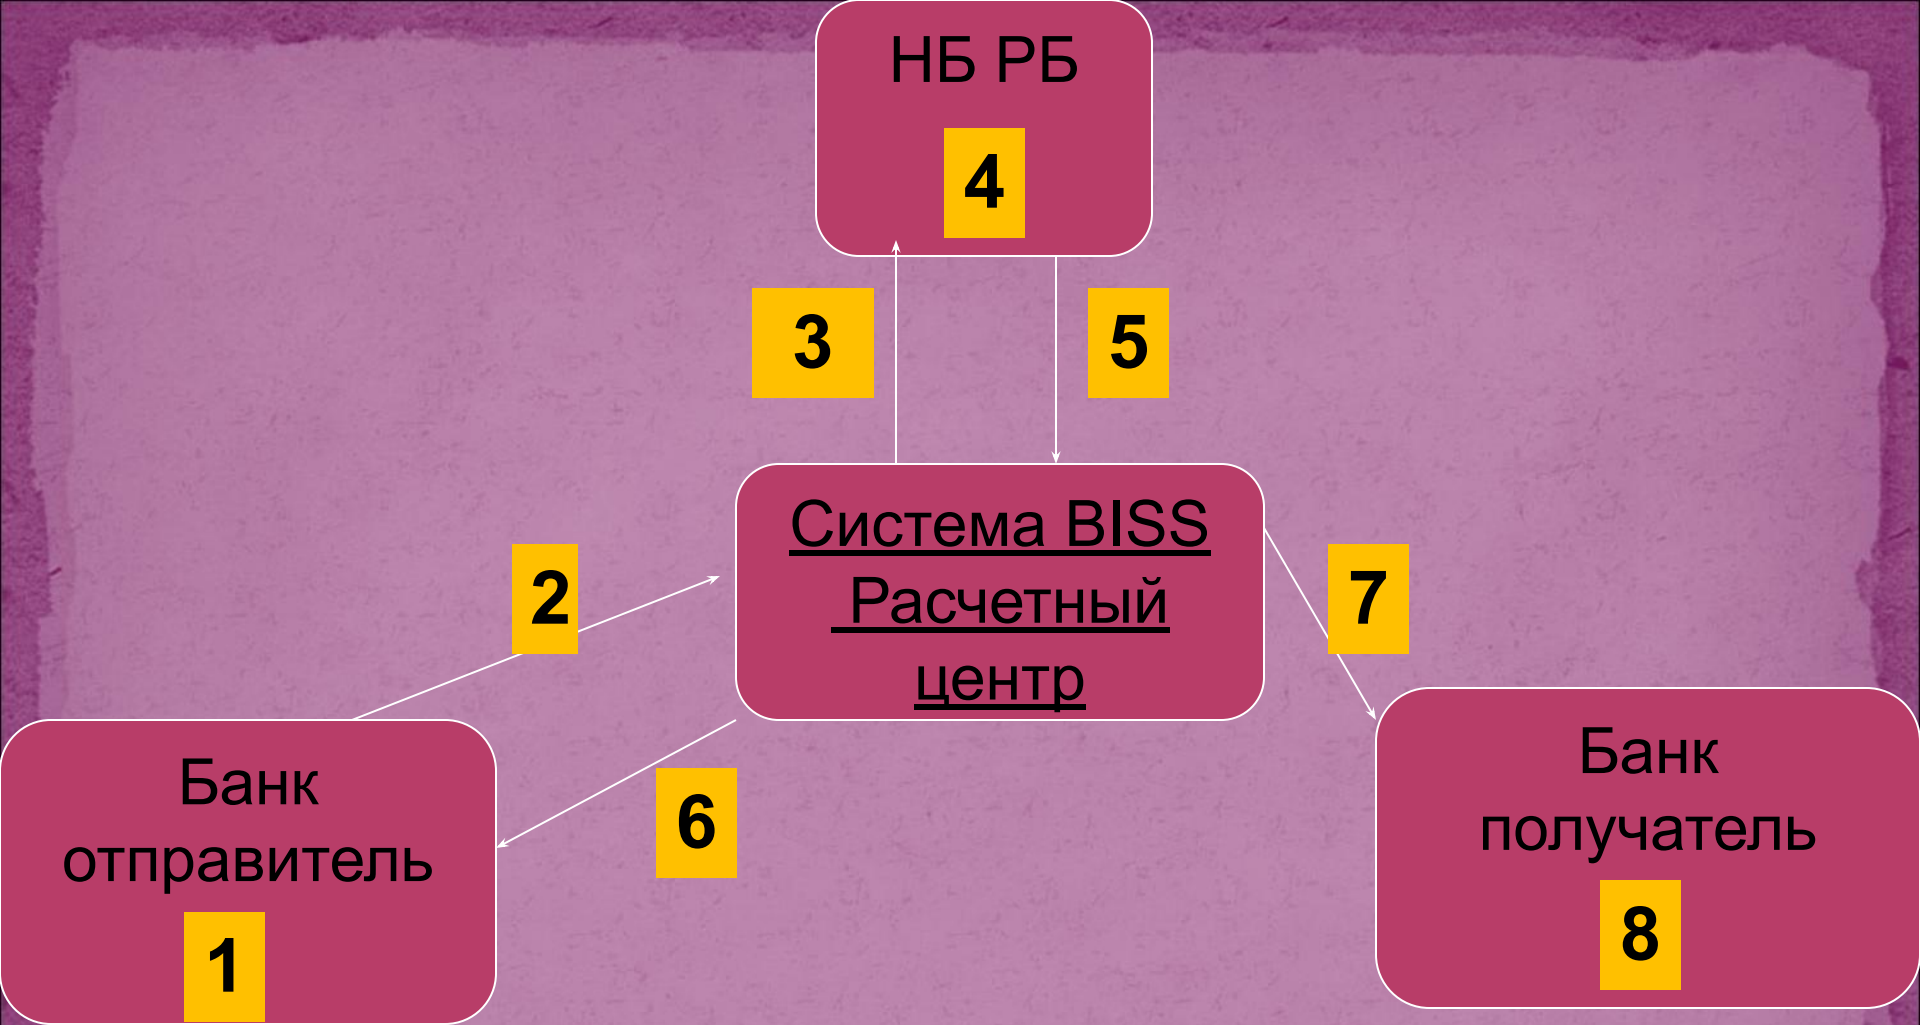 НБ РБ
4
3
5
Система BISS
Расчетный
центр
2
7
6
Банк
отправитель
1
Банк
получатель
8